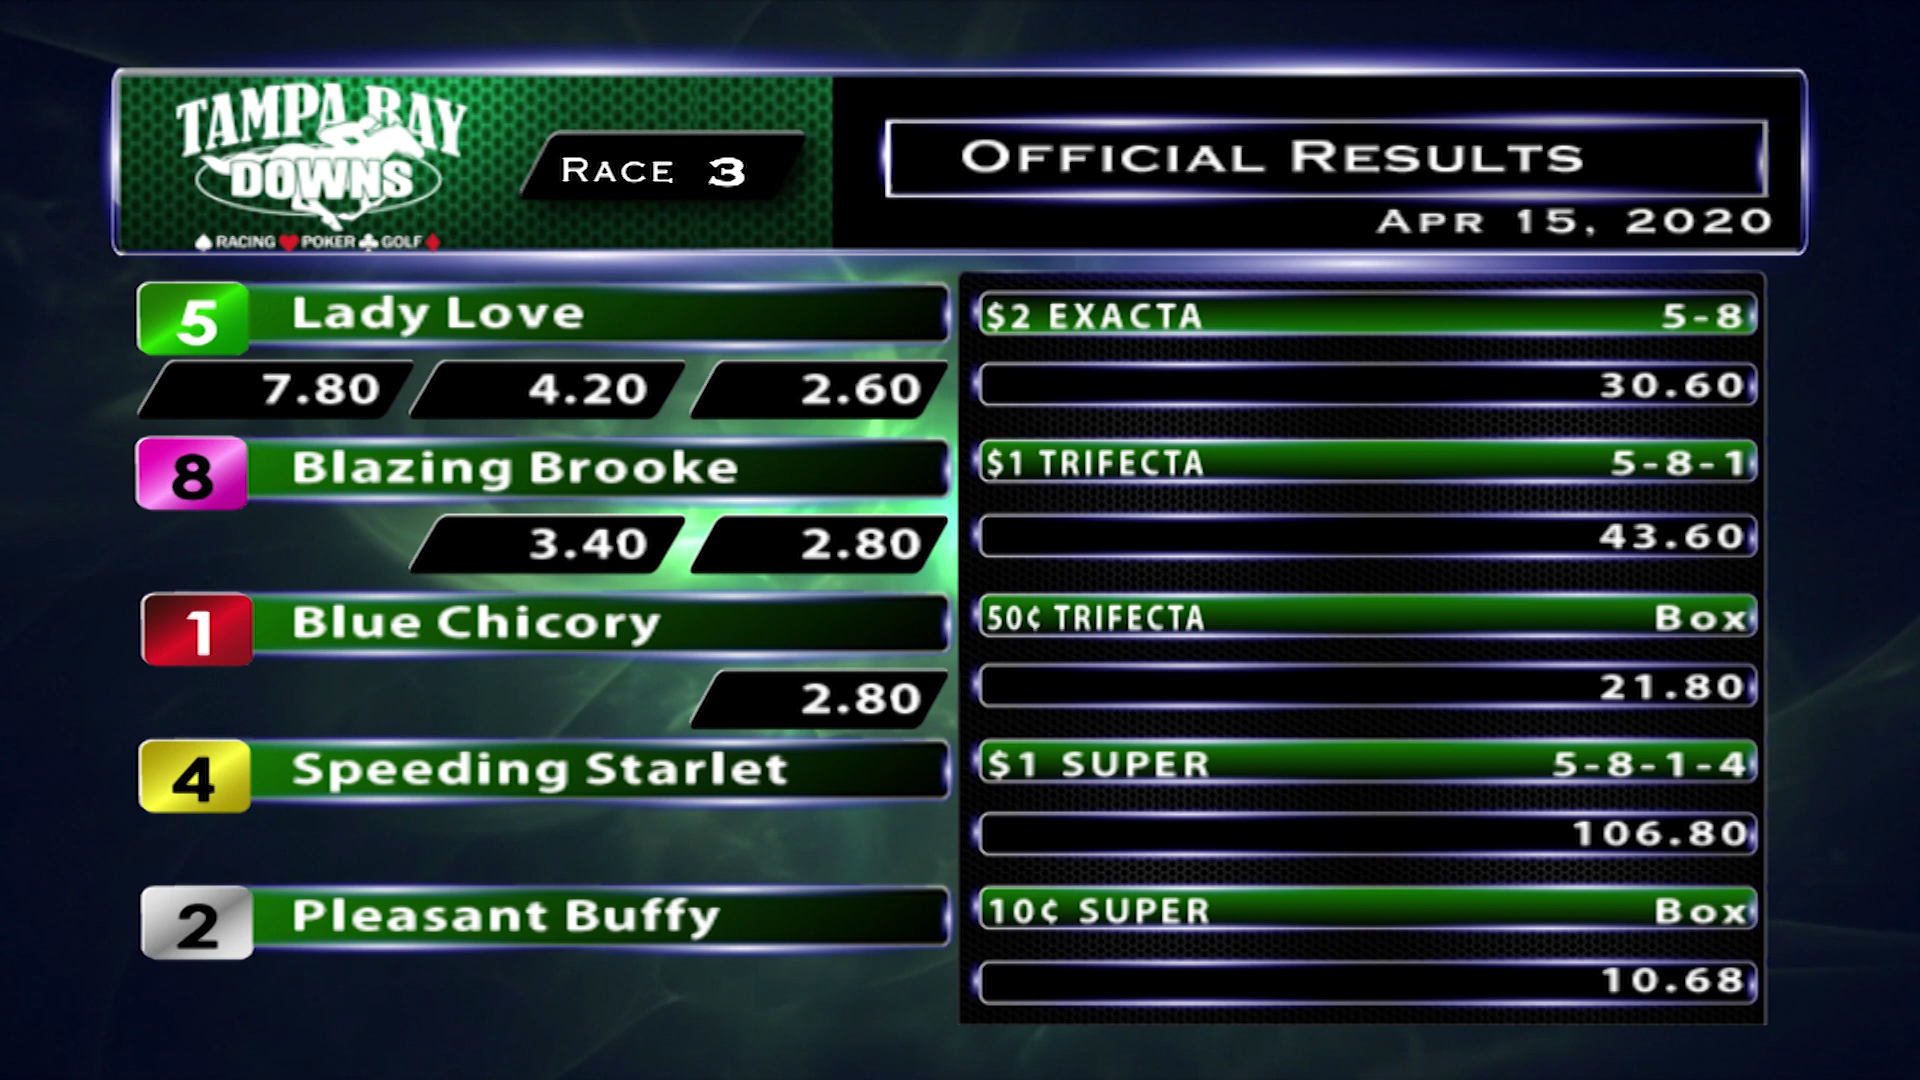 TAMPA BAY
DOWNS
RACING POKER GOLF
RACE 3
OFFICIAL RESULTS
APR 15, 2020
5 Lady Love
7.80 4.20 2.60
8 Blazing Brooke
3.40 2.80
1 Blue Chicory
2.80
4 Speeding Starlet
2 Pleasant Buffy
$2 EXACTA 5-8
30.60
$1 TRIFECTA 5-8-1
43.60
50¢ TRIFECTA Box
21.80
$1 SUPER 5-8-1-4
106.80
10¢ SUPER Box
10.68